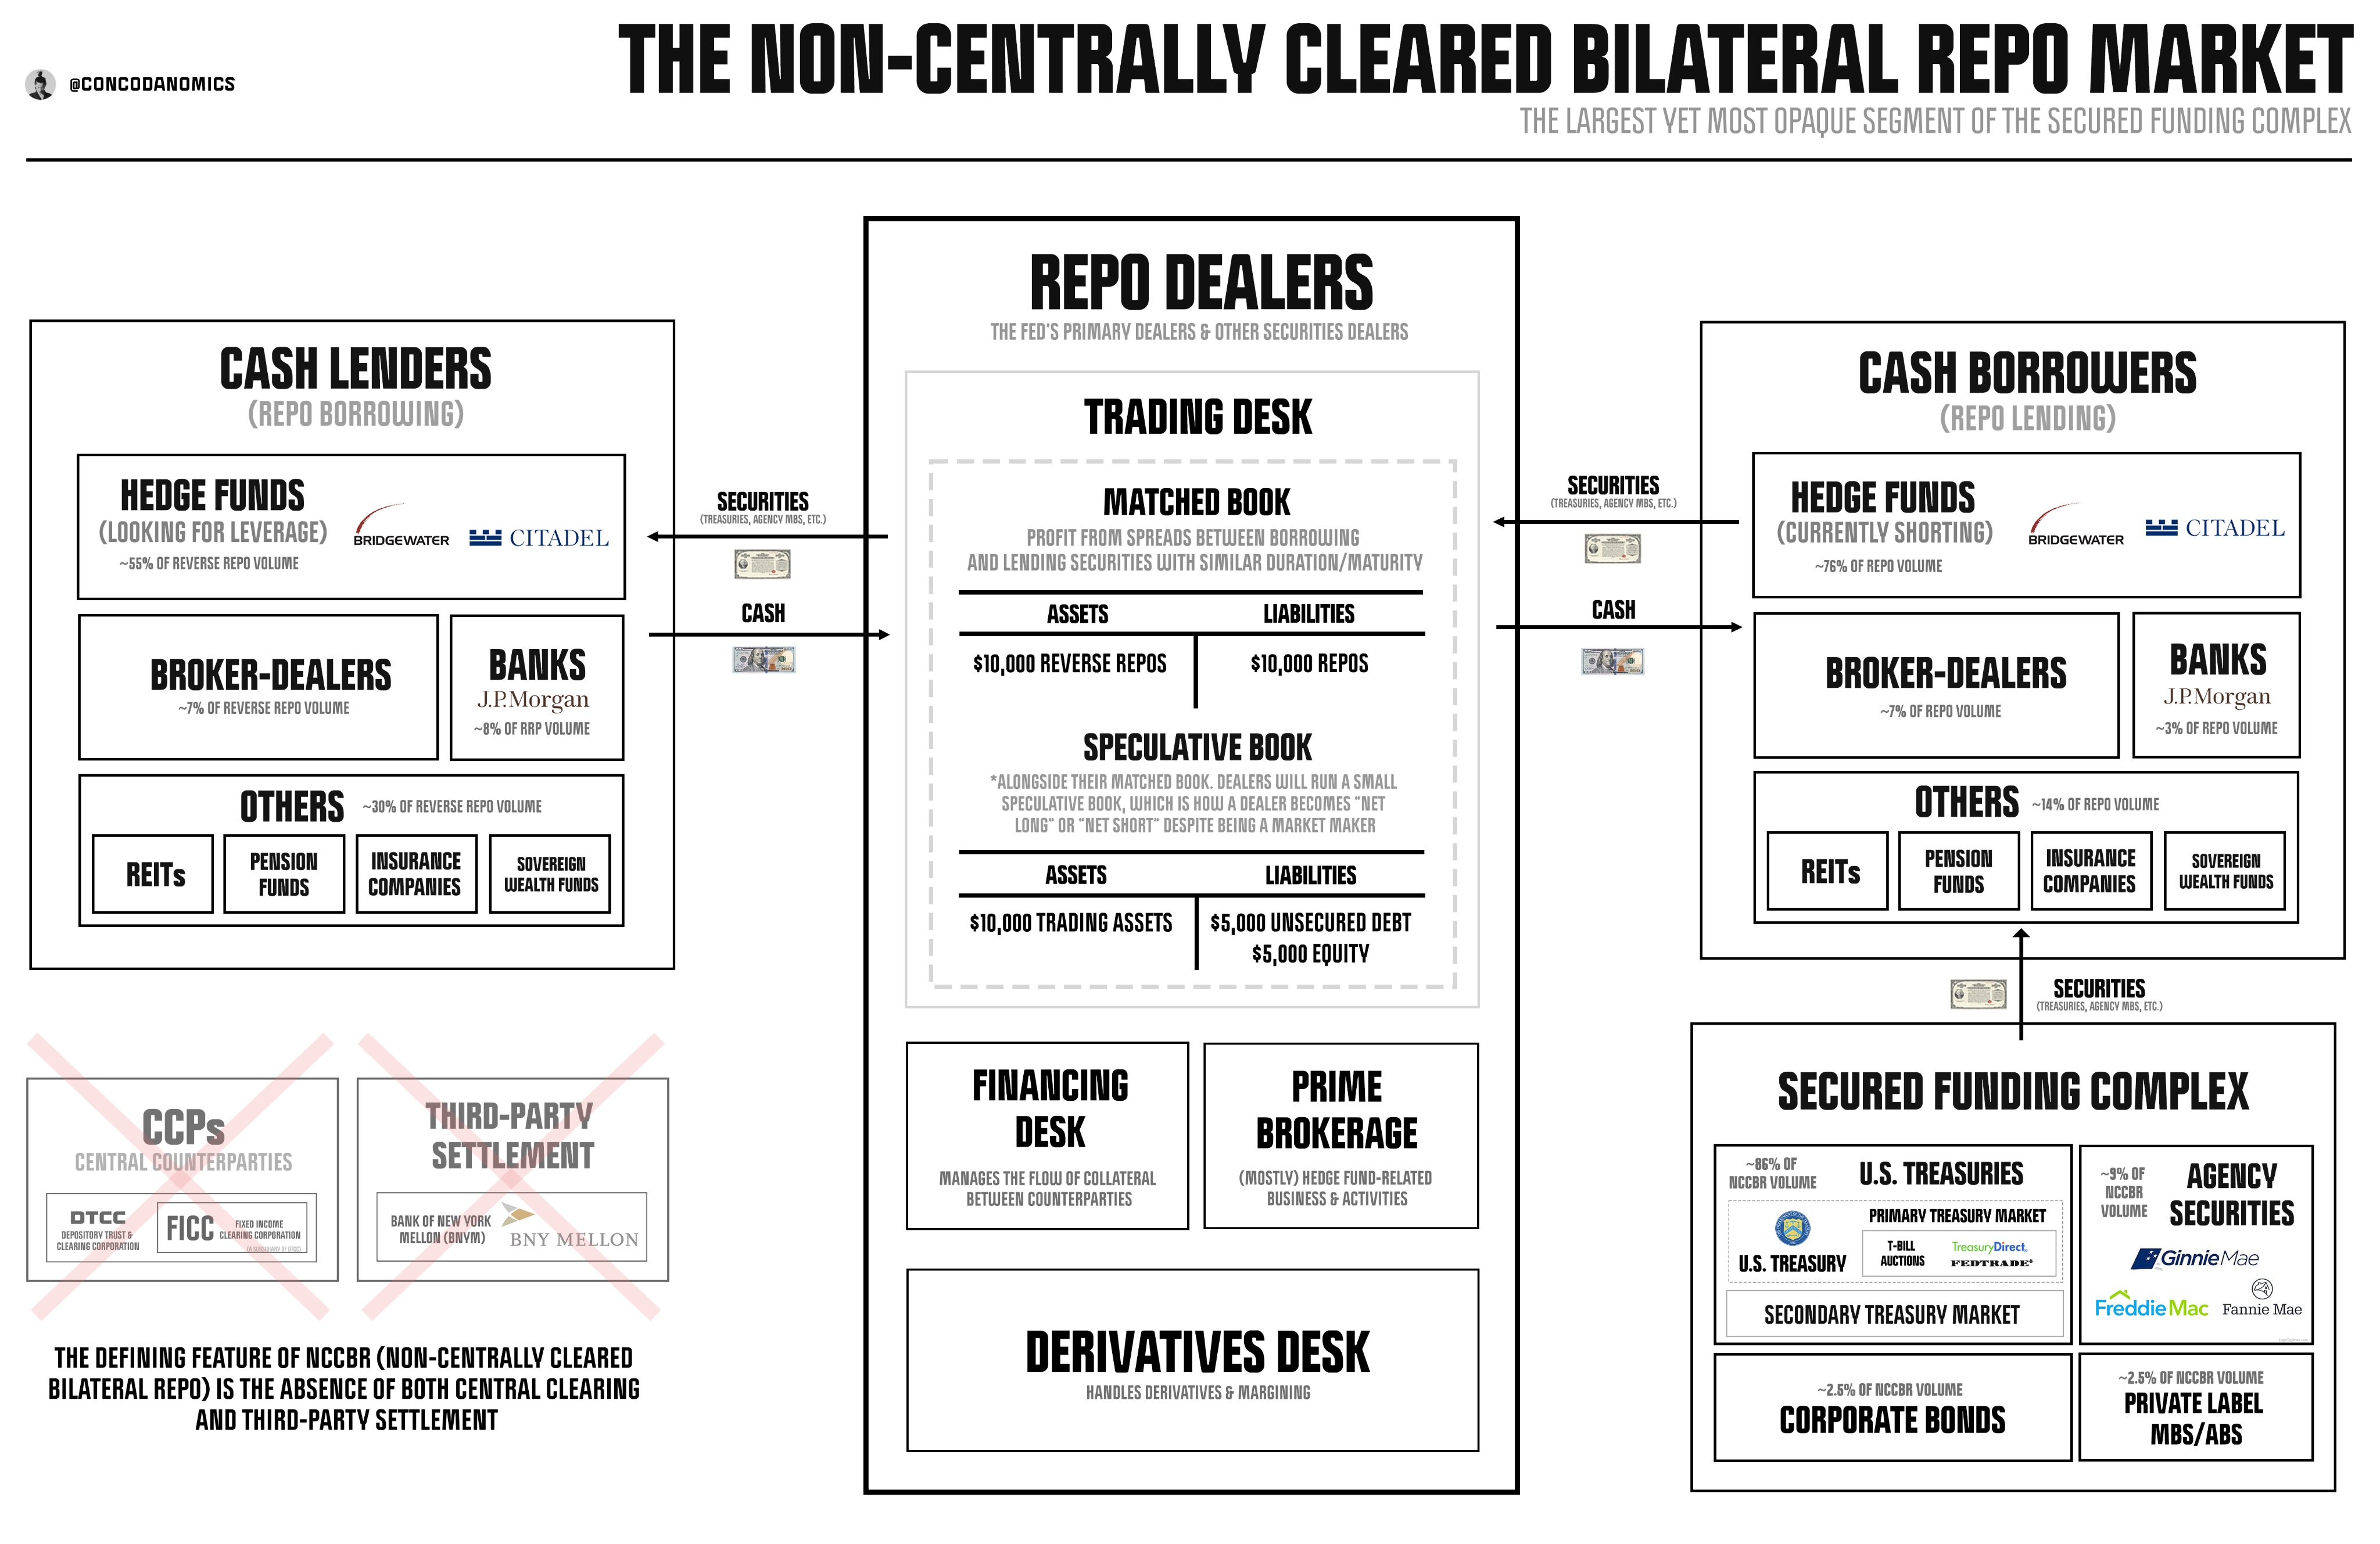 @CONCODANOMICS
THE NON-CENTRALLY CLEARED BILATERAL REPO MARKET
THE LARGEST YET MOST OPAQUE SEGMENT OF THE SECURED FUNDING COMPLEX
CASH LENDERS
(REPO BORROWING)
HEDGE FUNDS
(LOOKING FOR LEVERAGE)
~55% OF REVERSE REPO VOLUME
BRIDGEWATER
CITADEL
BROKER-DEALERS
~7% OF REVERSE REPO VOLUME
BANKS
J.P.Morgan
~8% OF RRP VOLUME
OTHERS ~30% OF REVERSE REPO VOLUME
REITs
PENSION
FUNDS
INSURANCE
COMPANIES
SOVEREIGN
WEALTH FUNDS
SECURITIES
(TREASURIES, AGENCY MBS, ETC.)
CASH
REPO DEALERS
THE FED'S PRIMARY DEALERS & OTHER SECURITIES DEALERS
TRADING DESK
MATCHED BOOK
PROFIT FROM SPREADS BETWEEN BORROWING
AND LENDING SECURITIES WITH SIMILAR DURATION/MATURITY
ASSETS LIABILITIES
$10,000 REVERSE REPOS $10,000 REPOS
SPECULATIVE BOOK
*ALONGSIDE THEIR MATCHED BOOK. DEALERS WILL RUN A SMALL
SPECULATIVE BOOK, WHICH IS HOW A DEALER BECOMES "NET
LONG" OR "NET SHORT" DESPITE BEING A MARKET MAKER
ASSETS LIABILITIES
$10,000 TRADING ASSETS $5,000 UNSECURED DEBT
$5,000 EQUITY
FINANCING
DESK
MANAGES THE FLOW OF COLLATERAL
BETWEEN COUNTERPARTIES
PRIME
BROKERAGE
(MOSTLY) HEDGE FUND-RELATED
BUSINESS & ACTIVITIES
DERIVATIVES DESK
HANDLES DERIVATIVES & MARGINING
SECURITIES
(TREASURIES, AGENCY MBS, ETC.)
CASH
CASH BORROWERS
(REPO LENDING)
HEDGE FUNDS
(CURRENTLY SHORTING)
~76% OF REPO VOLUME
BRIDGEWATER
CITADEL
BROKER-DEALERS
~7% OF REPO VOLUME
BANKS
J.P.Morgan
~3% OF REPO VOLUME
OTHERS ~14% OF REPO VOLUME
REITs
PENSION
FUNDS
INSURANCE
COMPANIES
SOVEREIGN
WEALTH FUNDS
SECURITIES
(TREASURIES, AGENCY MBS, ETC.)
SECURED FUNDING COMPLEX
~86% OF
NCCBR VOLUME
U.S. TREASURIES
U.S. TREASURY
PRIMARY TREASURY MARKET
T-BILL
AUCTIONS
TreasuryDirect
FEDTRADE®
SECONDARY TREASURY MARKET
~9% OF
NCCBR
VOLUME
AGENCY
SECURITIES
GinnieMae
FreddieMac
Fannie Mae
~2.5% OF NCCBR VOLUME
CORPORATE BONDS
~2.5% OF NCCBR VOLUME
PRIVATE LABEL
MBS/ABS
CCPs
CENTRAL COUNTERPARTIES
DTCC
DEPOSITORY TRUST &
CLEARING CORPORATION
FICC
FIXED INCOME
CLEARING CORPORATION
(A SUBSIDIARY OF DTCC)
THIRD-PARTY
SETTLEMENT
BANK OF NEW YORK
MELLON (BNYM)
BNY MELLON
THE DEFINING FEATURE OF NCCBR (NON-CENTRALLY CLEARED
BILATERAL REPO) IS THE ABSENCE OF BOTH CENTRAL CLEARING
AND THIRD-PARTY SETTLEMENT